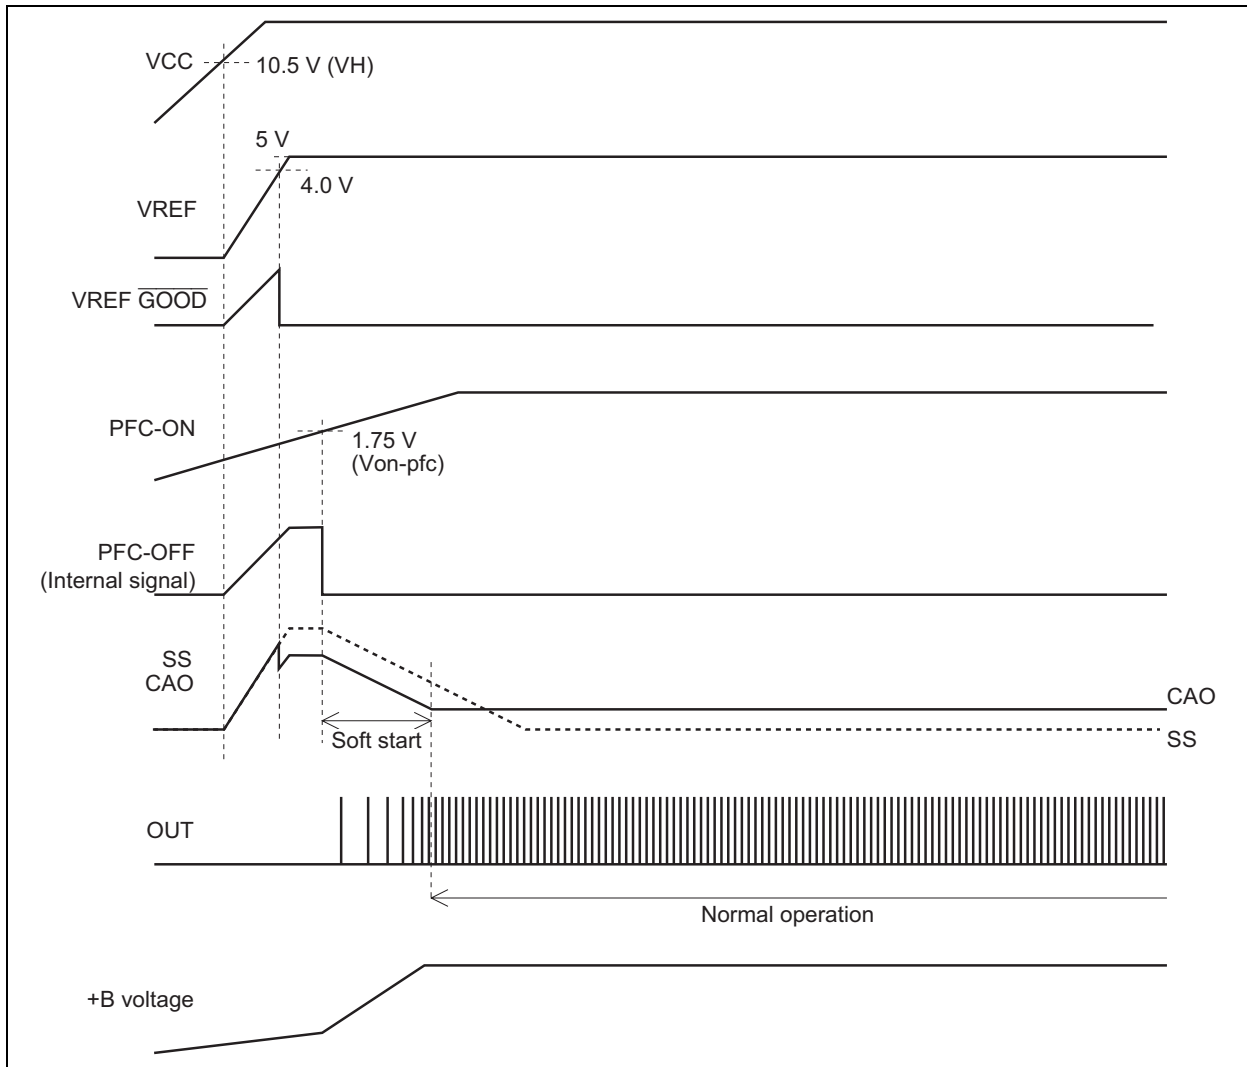 VCC
10.5 V (VH)
5 V
4.0 V
VREF
VREF GOOD
PFC-ON
1.75 V
(Von-pfc)
PFC-OFF
(Internal signal)
SS
CAO
CAO
SS
Soft start
OUT
Normal operation
+B voltage